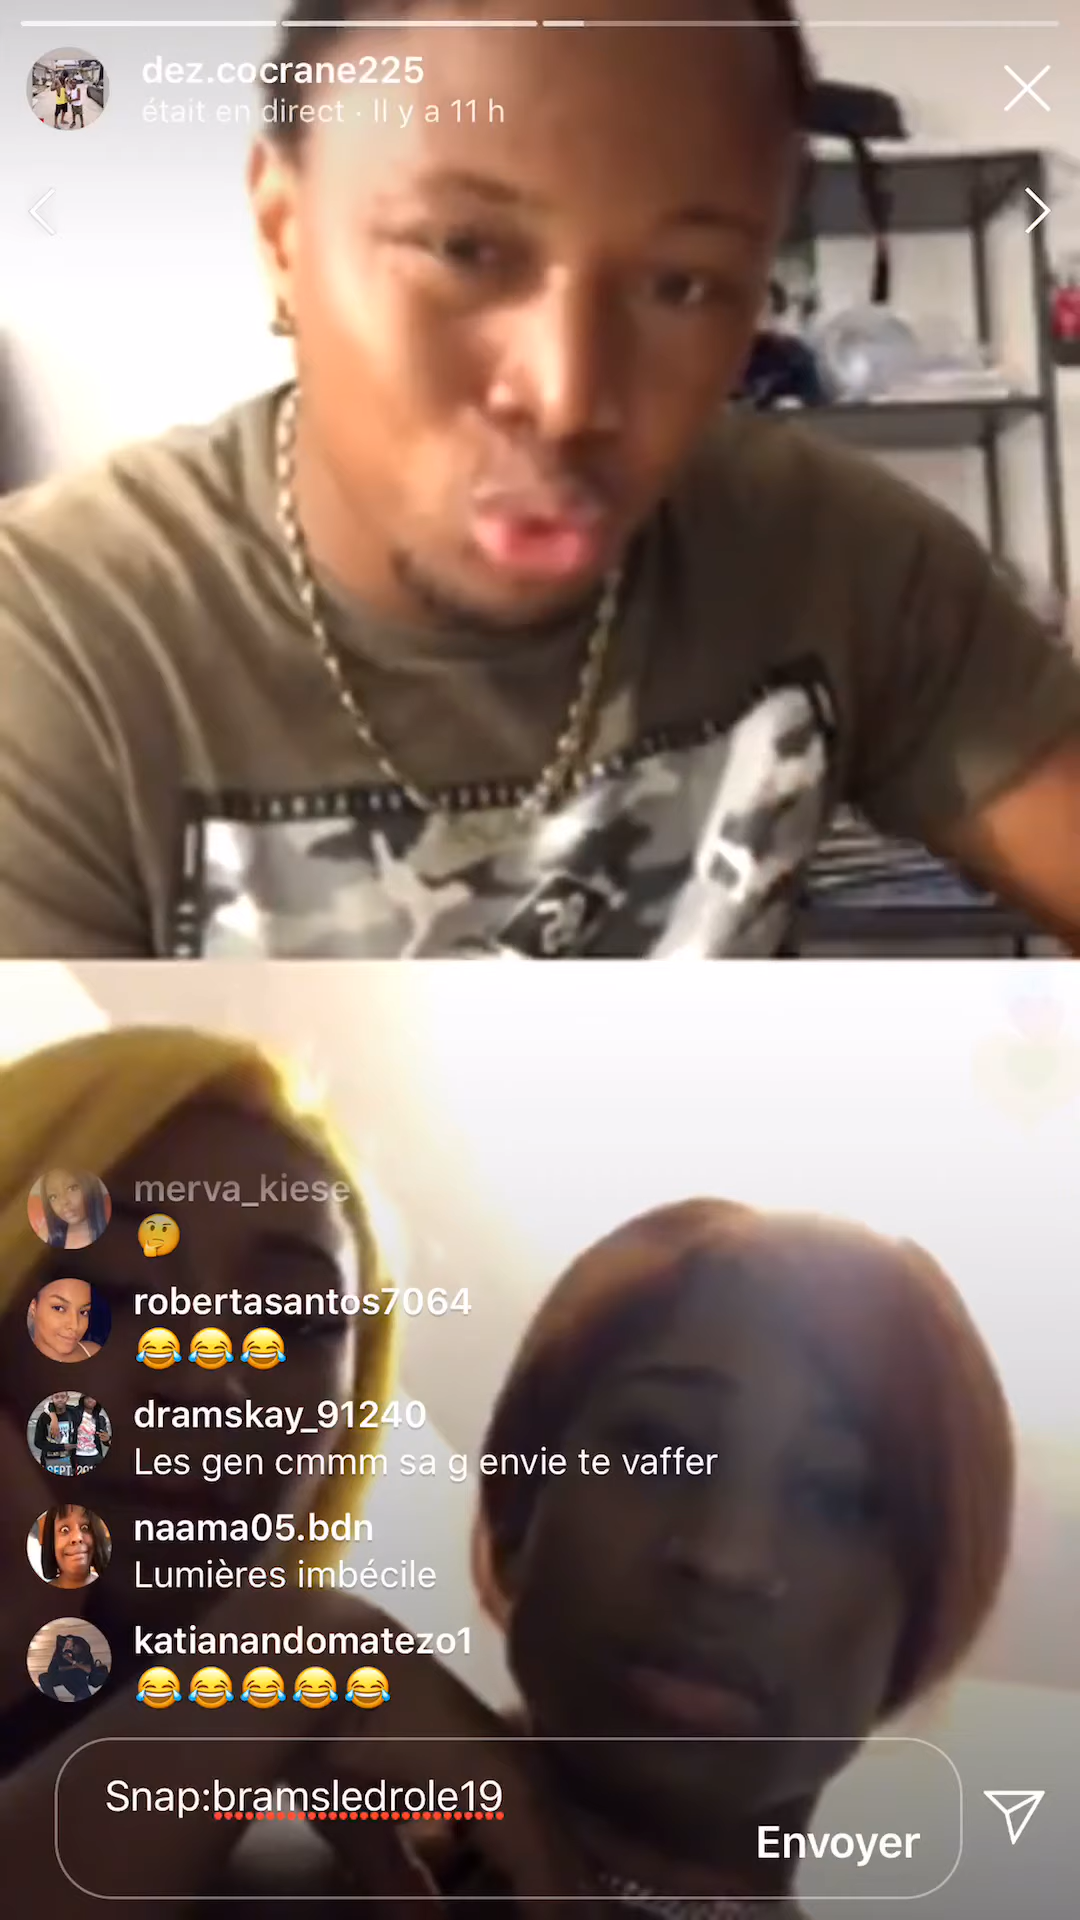 dez.cocrane225
était en direct · Il y a 11 h
merva_kiese
🤔
robertasantos7064
😂😂😂
dramskay_91240
Les gen cmmm sa g envie te vaffer
naama05.bdn
Lumières imbécile
katianandomatezo1
😂😂😂😂😂
Snap:bramsledrole19
Envoyer